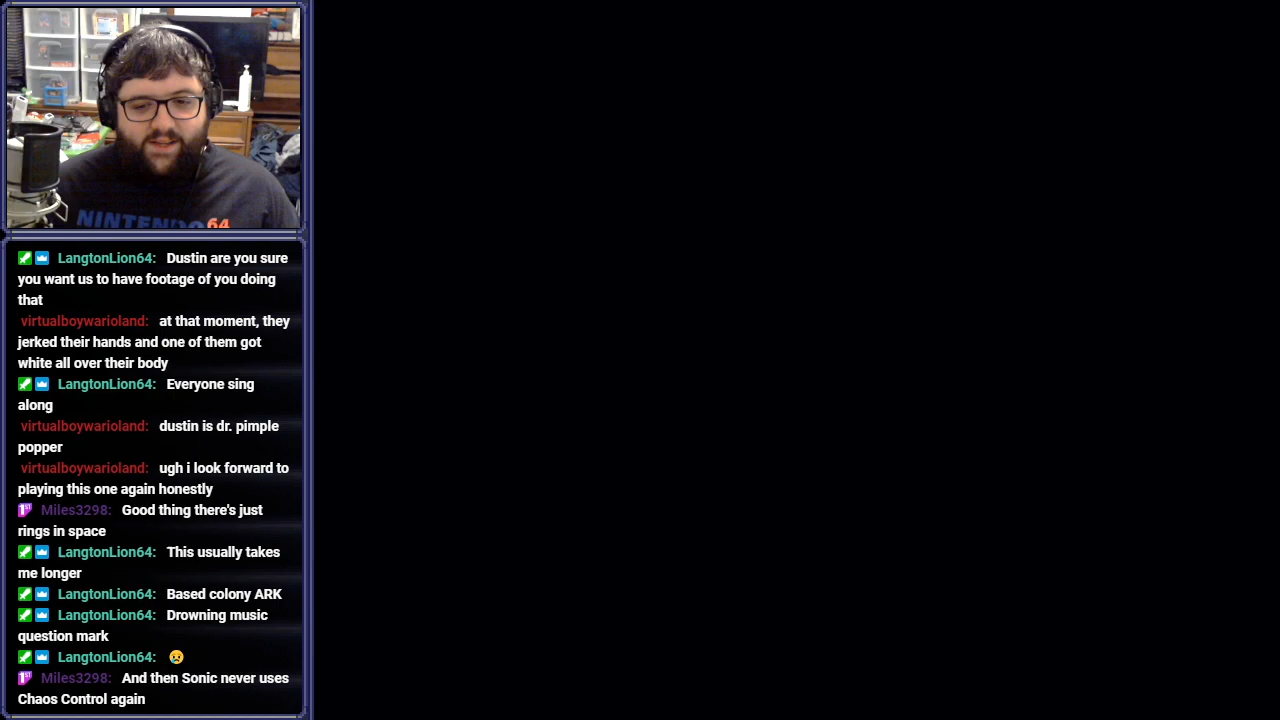 NINTENDO 64
LangtonLion64: Dustin are you sure
you want us to have footage of you doing
that
virtualboywarioland: at that moment, they
jerked their hands and one of them got
white all over their body
LangtonLion64: Everyone sing
along
virtualboywarioland: dustin is dr. pimple
popper
virtualboywarioland: ugh i look forward to
playing this one again honestly
1ST Miles3298: Good thing there's just
rings in space
LangtonLion64: This usually takes
me longer
LangtonLion64: Based colony ARK
LangtonLion64: Drowning music
question mark
LangtonLion64: 😢
1ST Miles3298: And then Sonic never uses
Chaos Control again